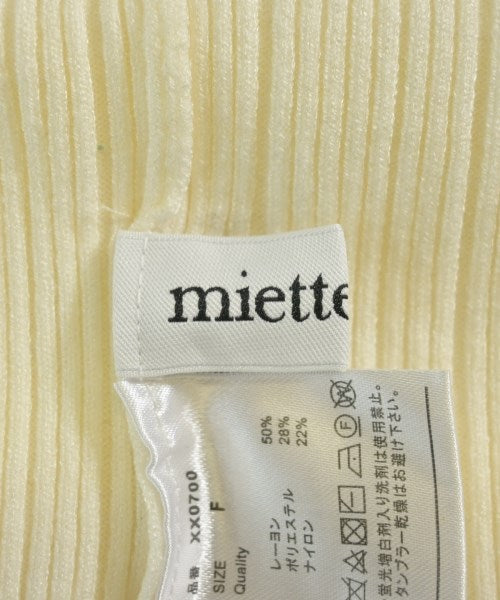 miette
品番 XX0700
SIZE F
Quality
レーヨン 50%
ポリエステル 28%
ナイロン 22%
蛍光増白剤入り洗剤は使用禁止。
タンブラー乾燥はお避け下さい。